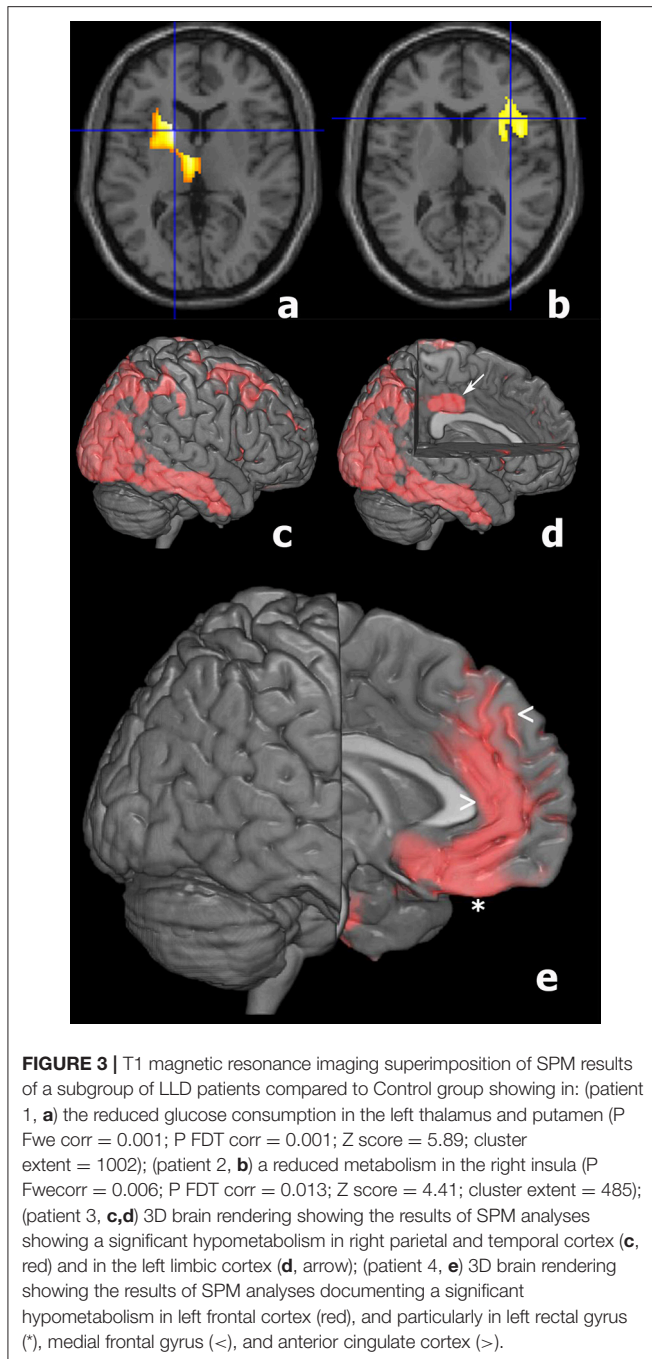 a
b
c
d
<
>
*
e
FIGURE 3 | T1 magnetic resonance imaging superimposition of SPM results
of a subgroup of LLD patients compared to Control group showing in: (patient
1, a) the reduced glucose consumption in the left thalamus and putamen (P
Fwe corr = 0.001; P FDT corr = 0.001; Z score = 5.89; cluster
extent = 1002); (patient 2, b) a reduced metabolism in the right insula (P
Fwecorr = 0.006; P FDT corr = 0.013; Z score = 4.41; cluster extent = 485);
(patient 3, c,d) 3D brain rendering showing the results of SPM analyses
showing a significant hypometabolism in right parietal and temporal cortex (c,
red) and in the left limbic cortex (d, arrow); (patient 4, e) 3D brain rendering
showing the results of SPM analyses documenting a significant
hypometabolism in left frontal cortex (red), and particularly in left rectal gyrus
(*), medial frontal gyrus (<), and anterior cingulate cortex (>).